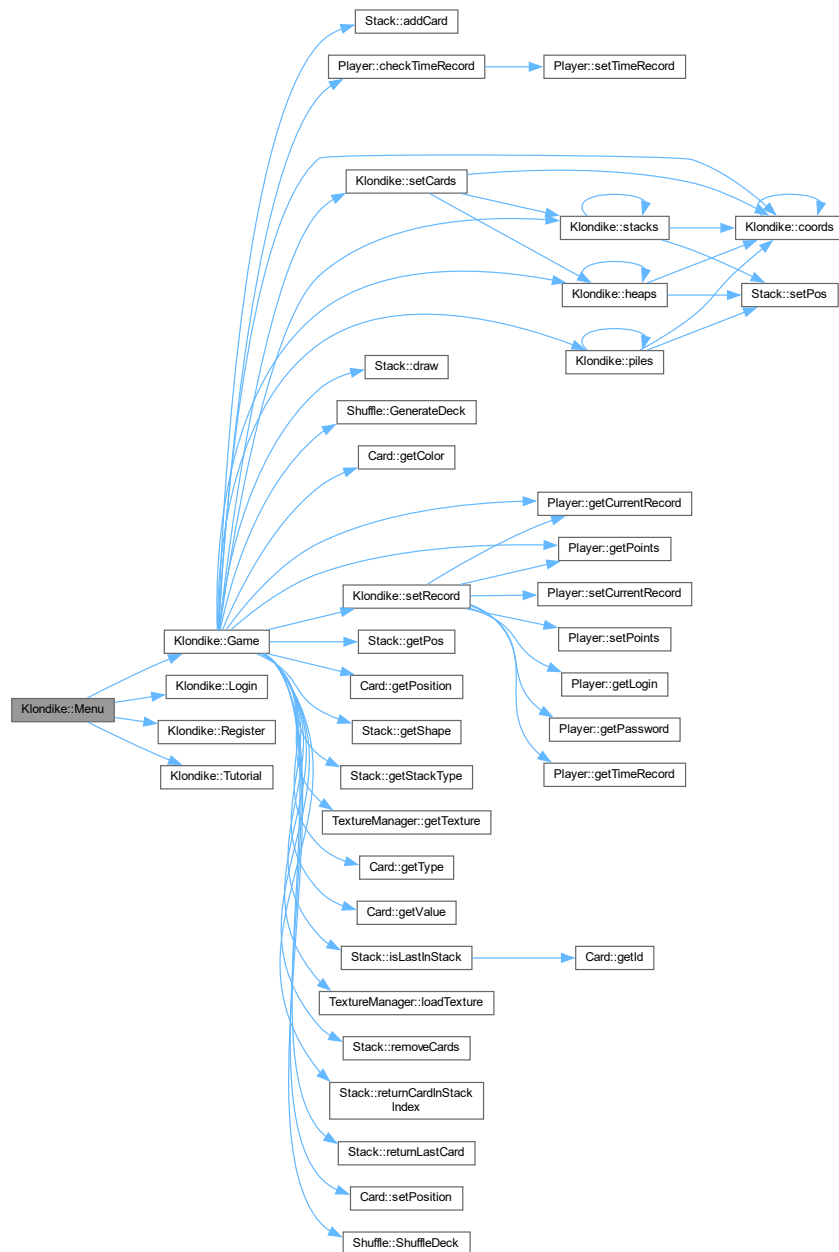 Stack::addCard
Player::checkTimeRecord
Player::setTimeRecord
Klondike::setCards
Klondike::stacks
Klondike::coords
Klondike::heaps
Stack::setPos
Klondike::piles
Stack::draw
Shuffle::GenerateDeck
Card::getColor
Player::getCurrentRecord
Player::getPoints
Klondike::setRecord
Player::setCurrentRecord
Klondike::Game
Stack::getPos
Player::setPoints
Klondike::Login
Card::getPosition
Player::getLogin
Klondike::Menu
Klondike::Register
Stack::getShape
Player::getPassword
Klondike::Tutorial
Stack::getStackType
Player::getTimeRecord
TextureManager::getTexture
Card::getType
Card::getValue
Stack::isLastInStack
Card::getId
TextureManager::loadTexture
Stack::removeCards
Stack::returnCardInStack
Index
Stack::returnLastCard
Card::setPosition
Shuffle::ShuffleDeck